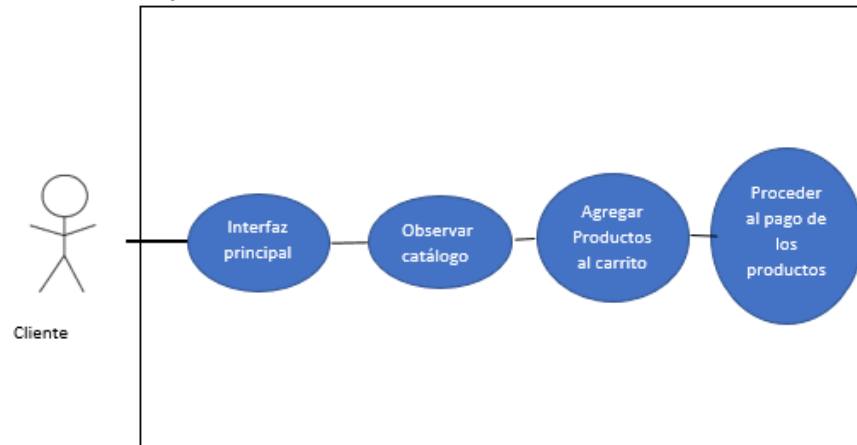 Interfaz
principal
Observar
catálogo
Agregar
Productos
al carrito
Proceder
al pago de
los
productos
Cliente